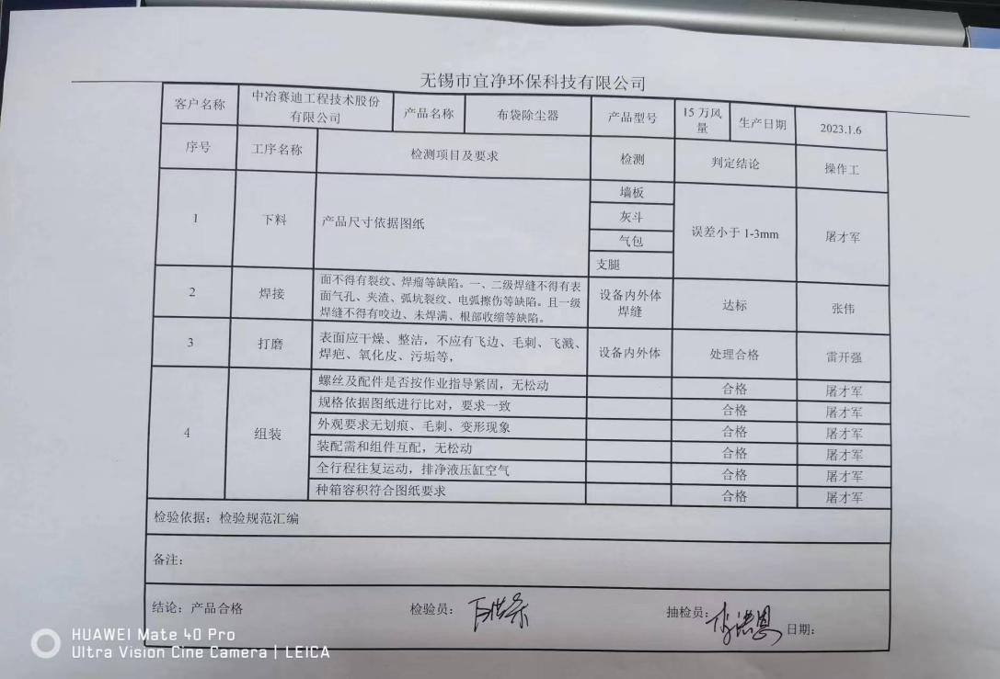 无锡市宜净环保科技有限公司
客户名称 中冶赛迪工程技术股份 产品名称 布袋除尘器 产品型号 15万风 生产日期 2023.1.6
有限公司 量
序号 工序名称 检测项目及要求 检测 判定结论 操作工
1 下料 产品尺寸依据图纸 墙板 误差小于1-3mm 屠才军
灰斗
气包
支腿
2 焊接 面不得有裂纹、焊瘤等缺陷。一、二级焊缝不得有表 设备内外体 达标 张伟
面气孔、夹渣、弧坑裂纹、电弧擦伤等缺陷。且一级 焊缝
焊缝不得有咬边、未焊满、根部收缩等缺陷。
3 打磨 表面应干燥、整洁，不应有飞边、毛刺、飞溅、 设备内外体 处理合格 雷开强
焊疤、氧化皮、污垢等，
4 组装 螺丝及配件是否按作业指导紧固，无松动 合格 屠才军
规格依据图纸进行比对，要求一致 合格 屠才军
外观要求无划痕、毛刺、变形现象 合格 屠才军
装配需和组件互配，无松动 合格 屠才军
全行程往复运动，排净液压缸空气 合格 屠才军
种箱容积符合图纸要求 合格 屠才军
检验依据：检验规范汇编
备注：
结论：产品合格 检验员： 抽检员： 日期：
HUAWEI Mate 40 Pro
Ultra Vision Cine Camera | LEICA